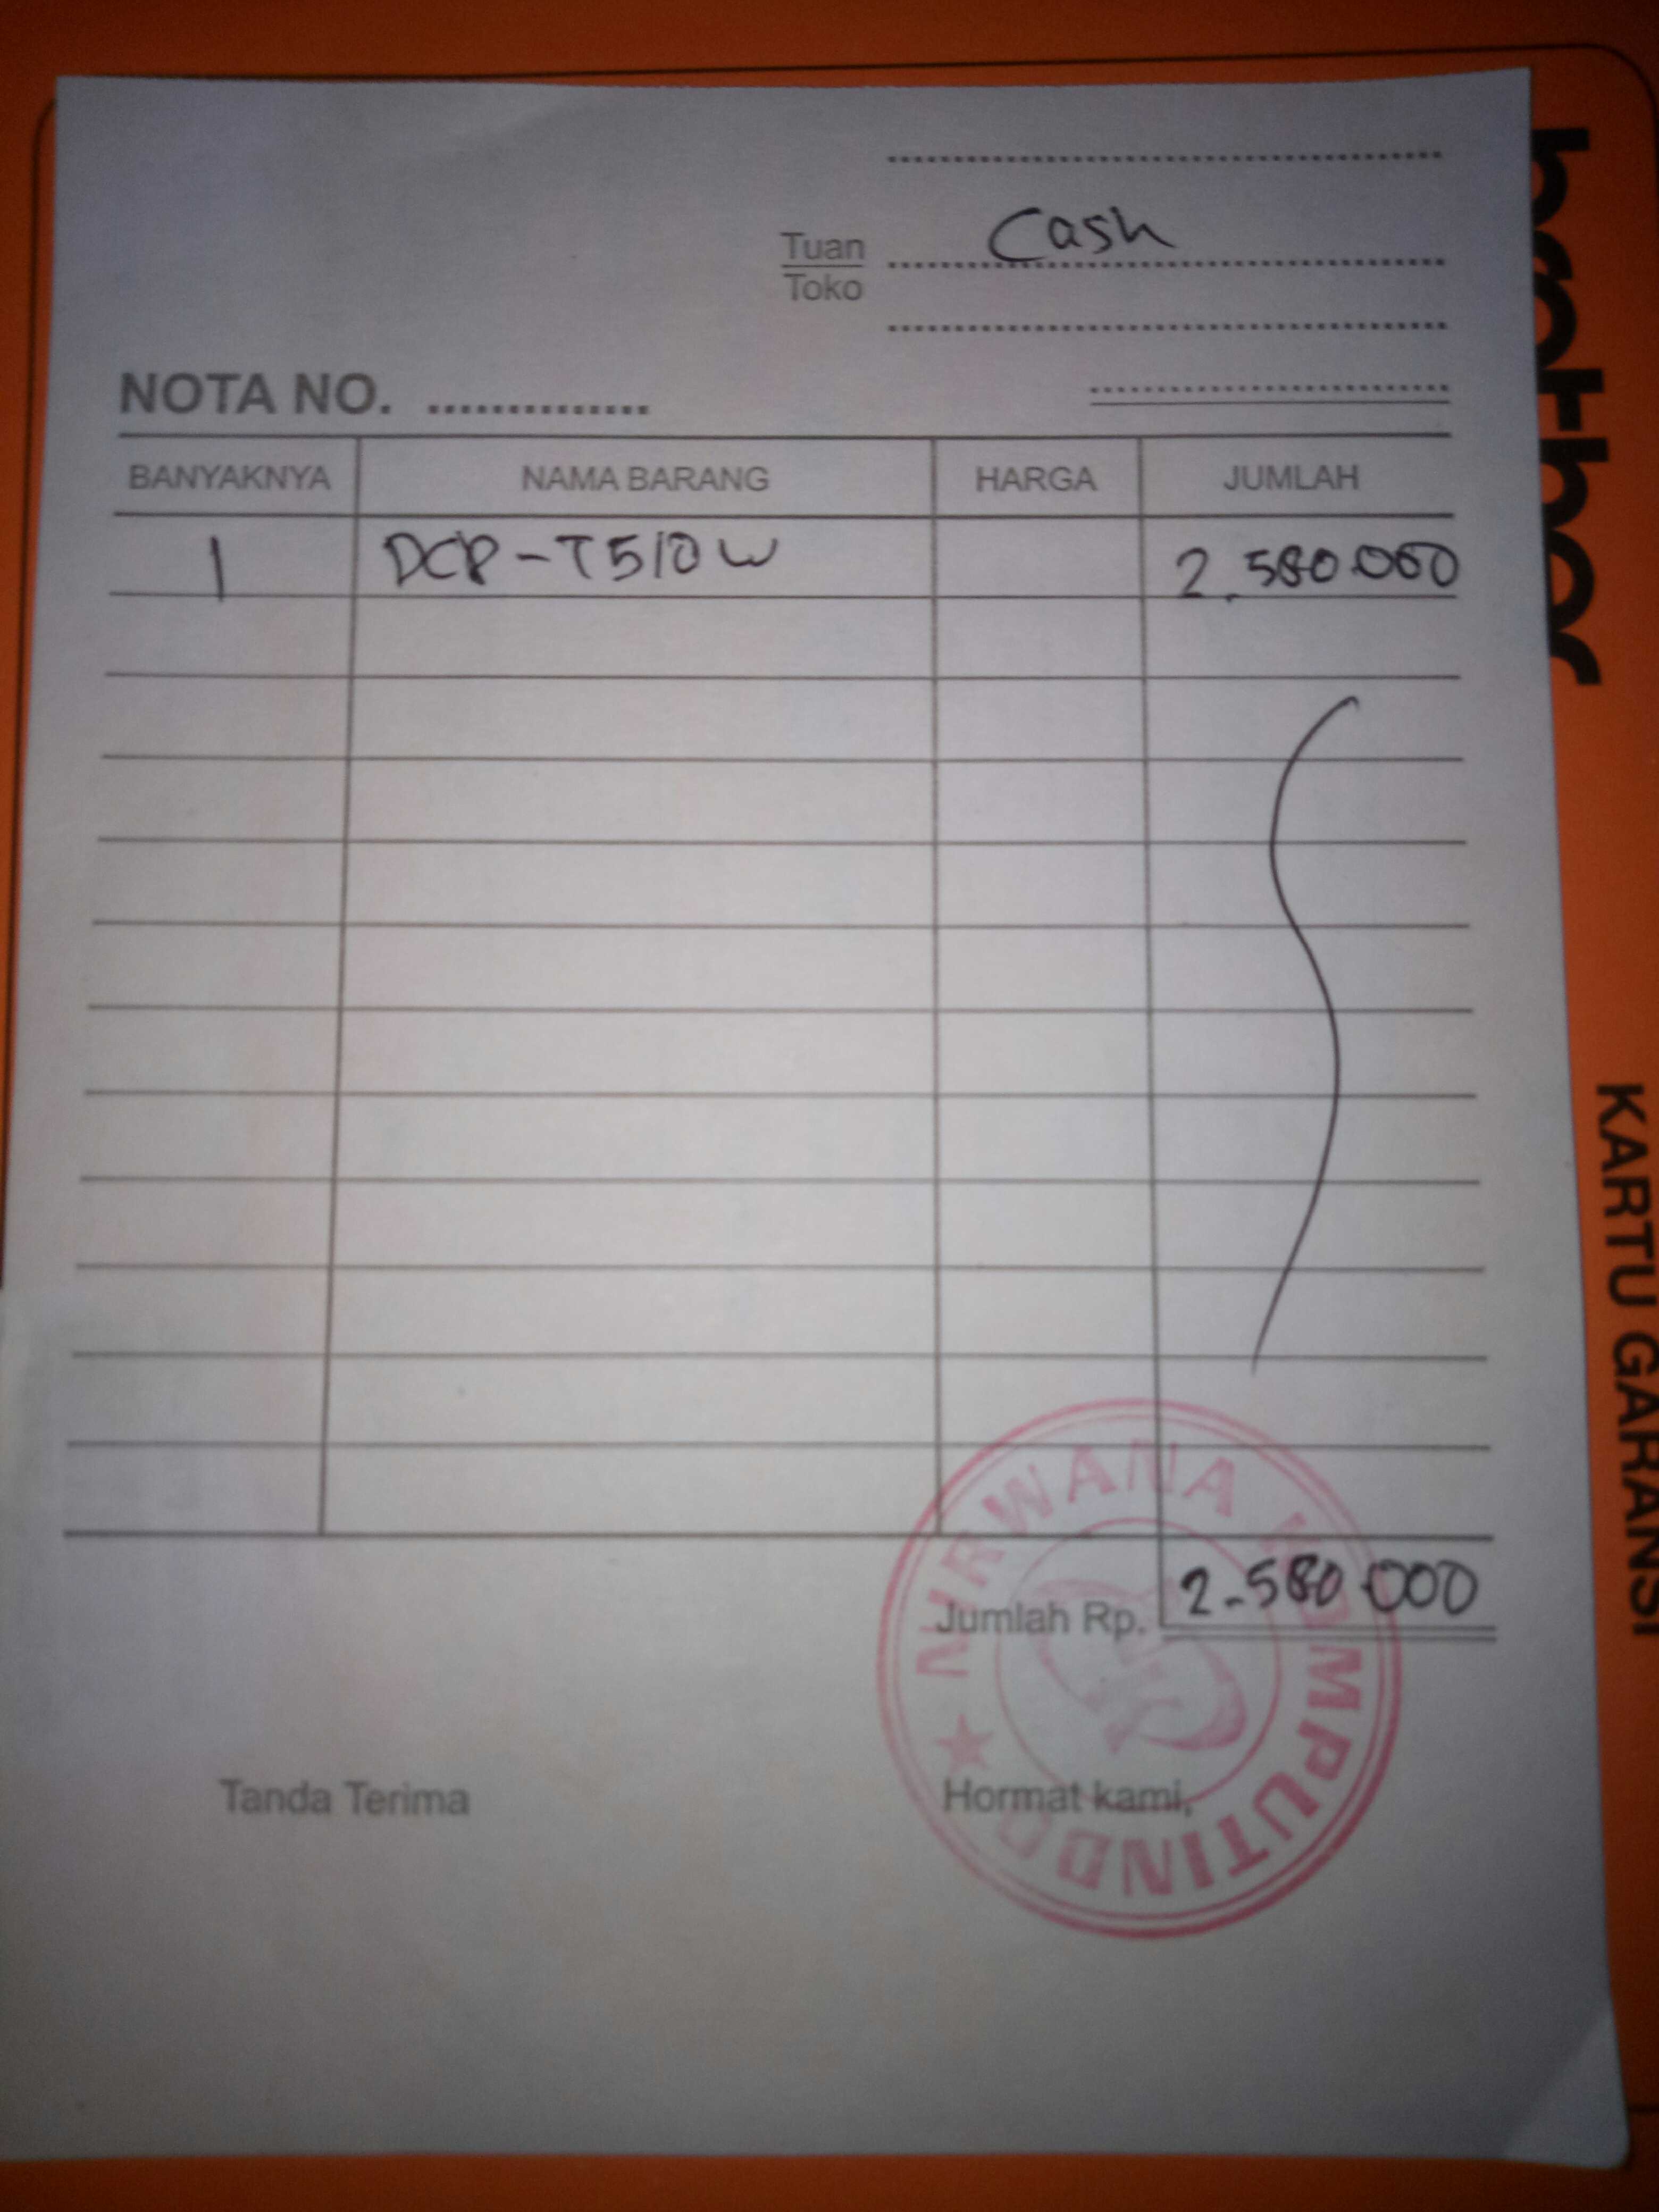 Cash
Tuan
Toko
NOTA NO. ..............
BANYAKNYA NAMA BARANG HARGA JUMLAH
1 DCP-T510W 2.580.000
Jumlah Rp. 2.580.000
Tanda Terima Hormat kami,
NIRWANA KOMPUTINDO
brother
KARTU GARANSI